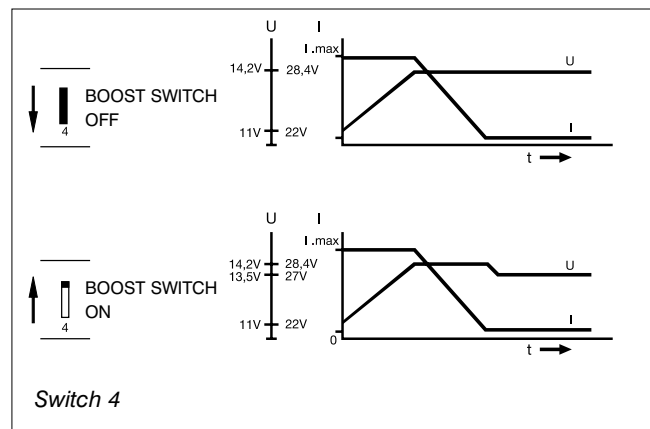 U I
I.max
14,2V 28,4V
U
BOOST SWITCH
OFF
4
11V 22V
I
t
U I
I.max
14,2V 28,4V
13,5V 27V
U
BOOST SWITCH
ON
4
11V 22V
I
0
t
Switch 4